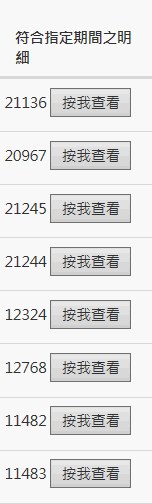 符合指定期間之明
細
21136 按我查看
20967 按我查看
21245 按我查看
21244 按我查看
12324 按我查看
12768 按我查看
11482 按我查看
11483 按我查看